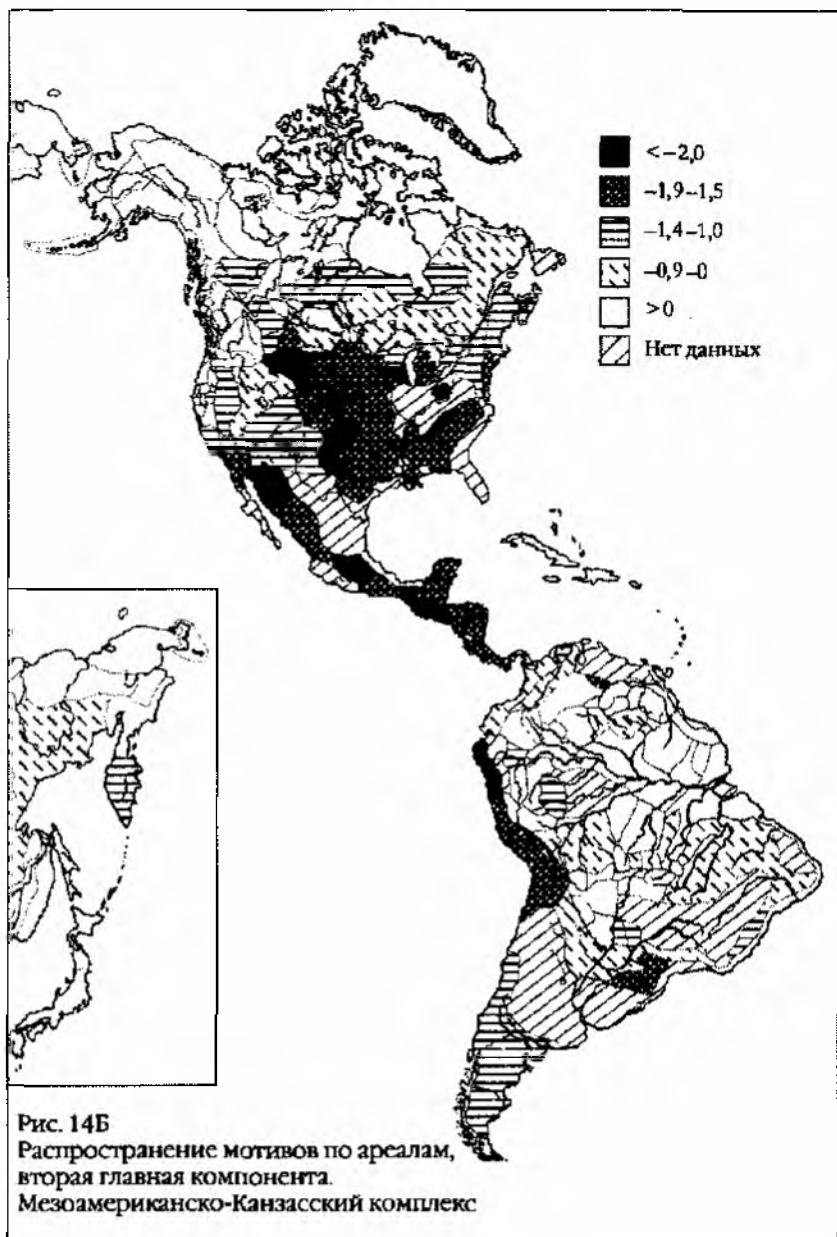 < −2,0
−1,9−1,5
−1,4−1,0
−0,9−0
>0
Нет данных
Рис. 14Б
Распространение мотивов по ареалам,
вторая главная компонента.
Мезоамериканско-Канзасский комплекс